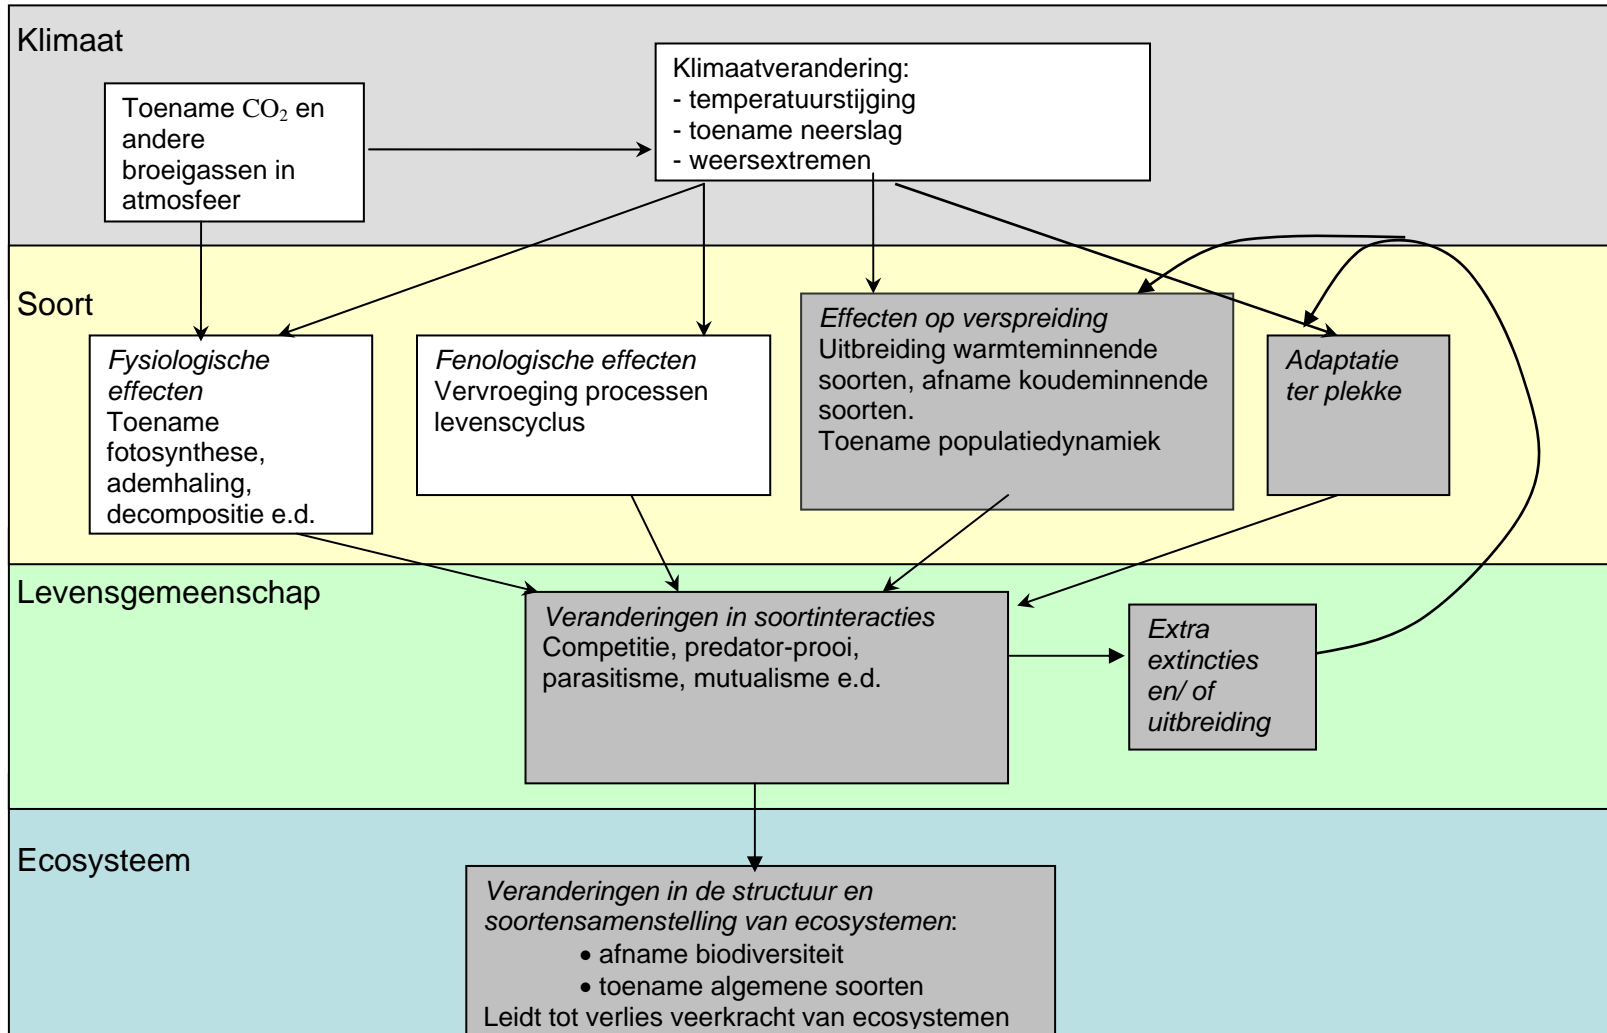 Klimaat
Toename CO₂ en
andere
broeigassen in
atmosfeer
Klimaatverandering:
- temperatuurstijging
- toename neerslag
- weersextremen
Soort
Fysiologische
effecten
Toename
fotosynthese,
ademhaling,
decompositie e.d.
Fenologische effecten
Vervroeging processen
levenscyclus
Effecten op verspreiding
Uitbreiding warmteminnende
soorten, afname koudeminnende
soorten.
Toename populatiedynamiek
Adaptatie
ter plekke
Levensgemeenschap
Veranderingen in soortinteracties
Competitie, predator-prooi,
parasitisme, mutualisme e.d.
Extra
extincties
en/ of
uitbreiding
Ecosysteem
Veranderingen in de structuur en
soortensamenstelling van ecosystemen:
• afname biodiversiteit
• toename algemene soorten
Leidt tot verlies veerkracht van ecosystemen